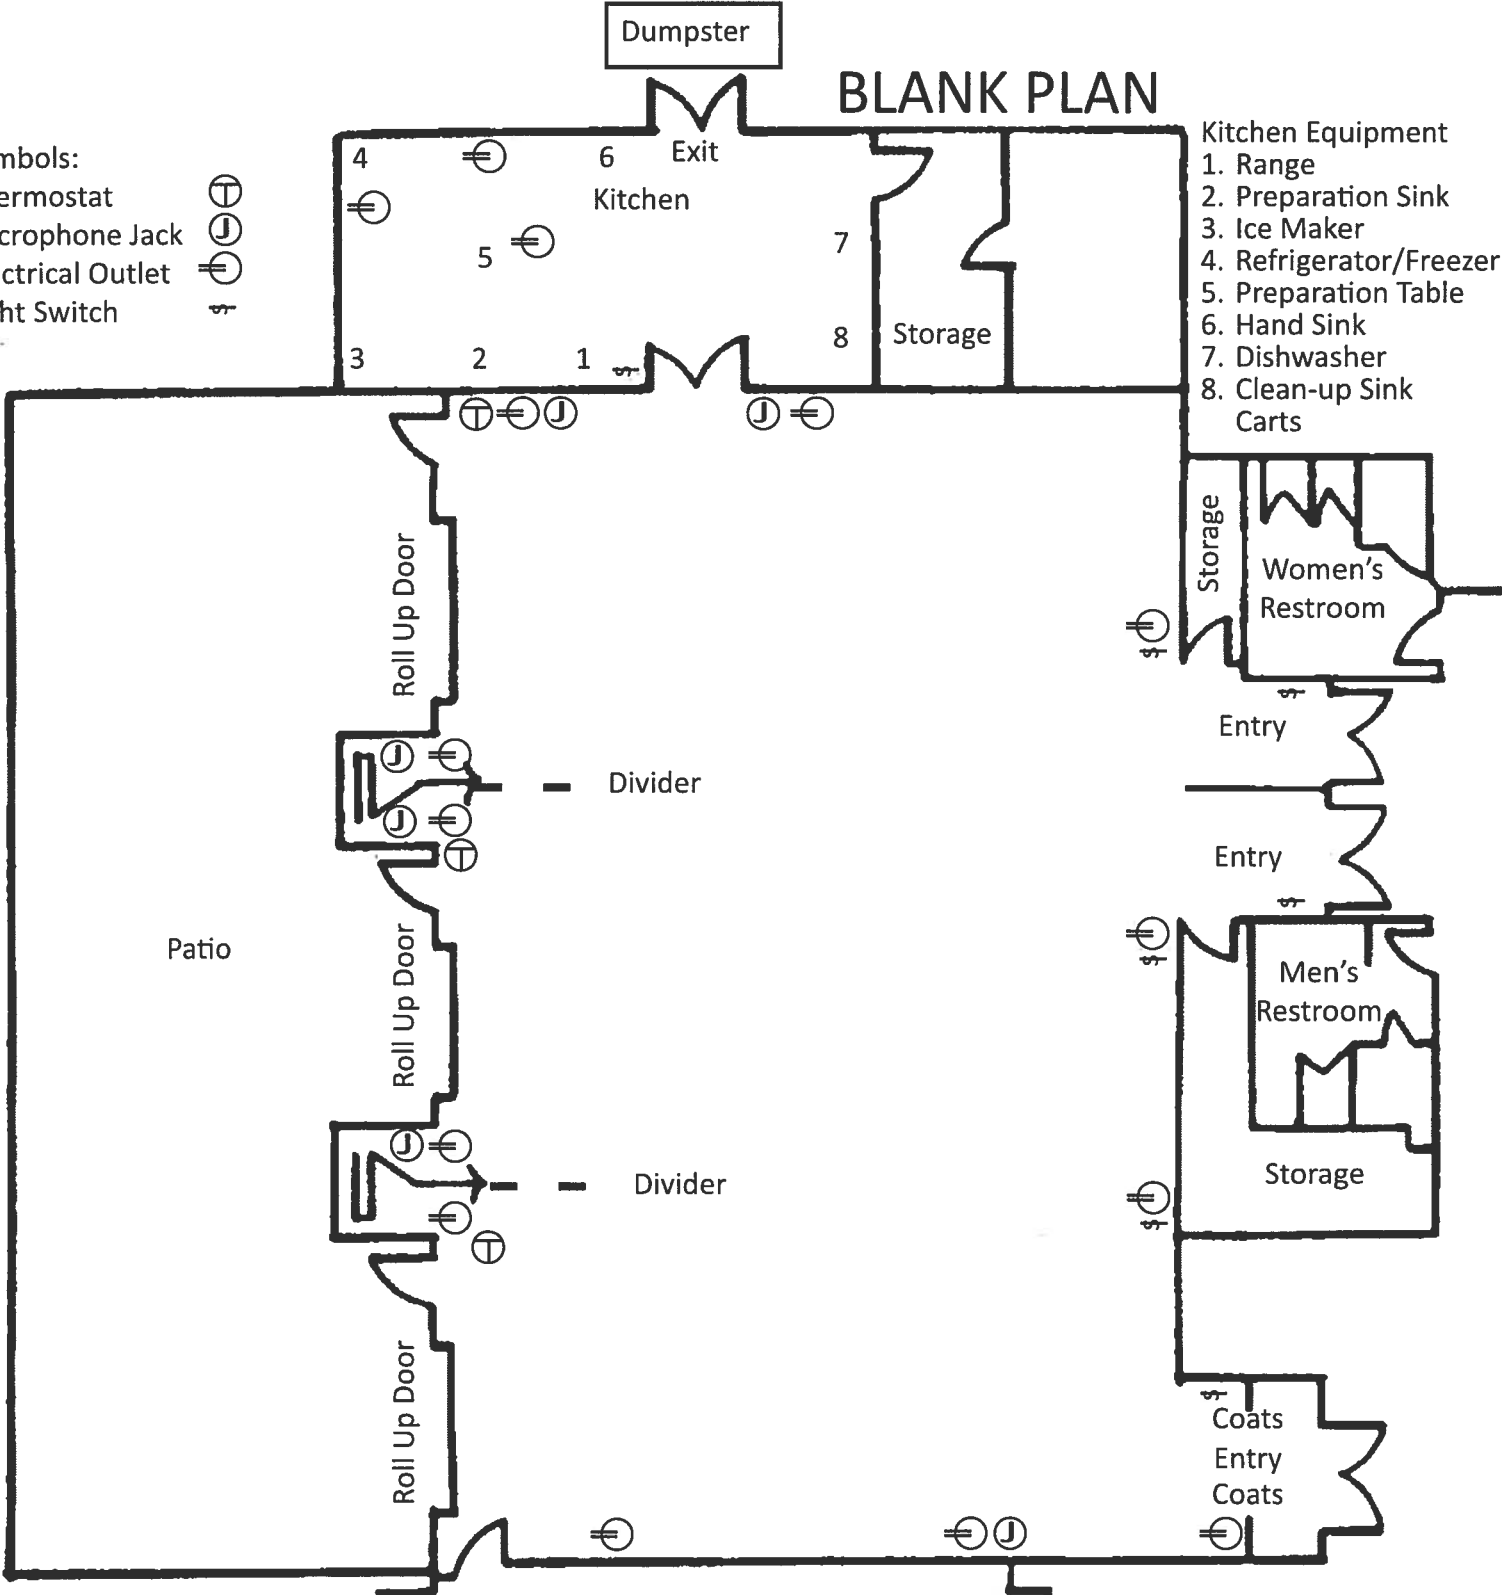 Dumpster
BLANK PLAN
mbols:
ermostat T
crophone Jack J
ctrical Outlet
ht Switch $
Kitchen Equipment
1. Range
2. Preparation Sink
3. Ice Maker
4. Refrigerator/Freezer
5. Preparation Table
6. Hand Sink
7. Dishwasher
8. Clean-up Sink
Carts
4
6
Exit
Kitchen
5
7
3
2
1
$
8
Storage
T
J
J
Storage
Roll Up Door
Women's
Restroom
$
$
Entry
J
Divider
J
T
Entry
$
Patio
Roll Up Door
$
Men's
Restroom
J
Divider
Storage
$
T
Roll Up Door
$
Coats
Entry
Coats
J